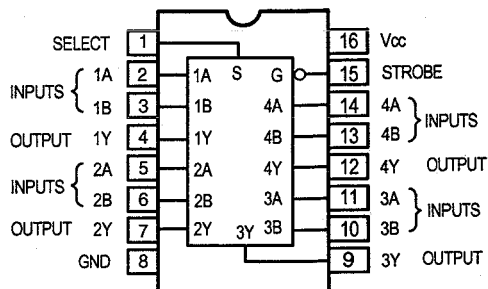 SELECT 1 16 Vcc
INPUTS 1A 2 1A S G 15 STROBE
1B 3 1B 4A 14 4A INPUTS
OUTPUT 1Y 4 1Y 4B 13 4B
INPUTS 2A 5 2A 4Y 12 4Y OUTPUT
2B 6 2B 3A 11 3A INPUTS
OUTPUT 2Y 7 2Y 3Y 3B 10 3B
GND 8 9 3Y OUTPUT